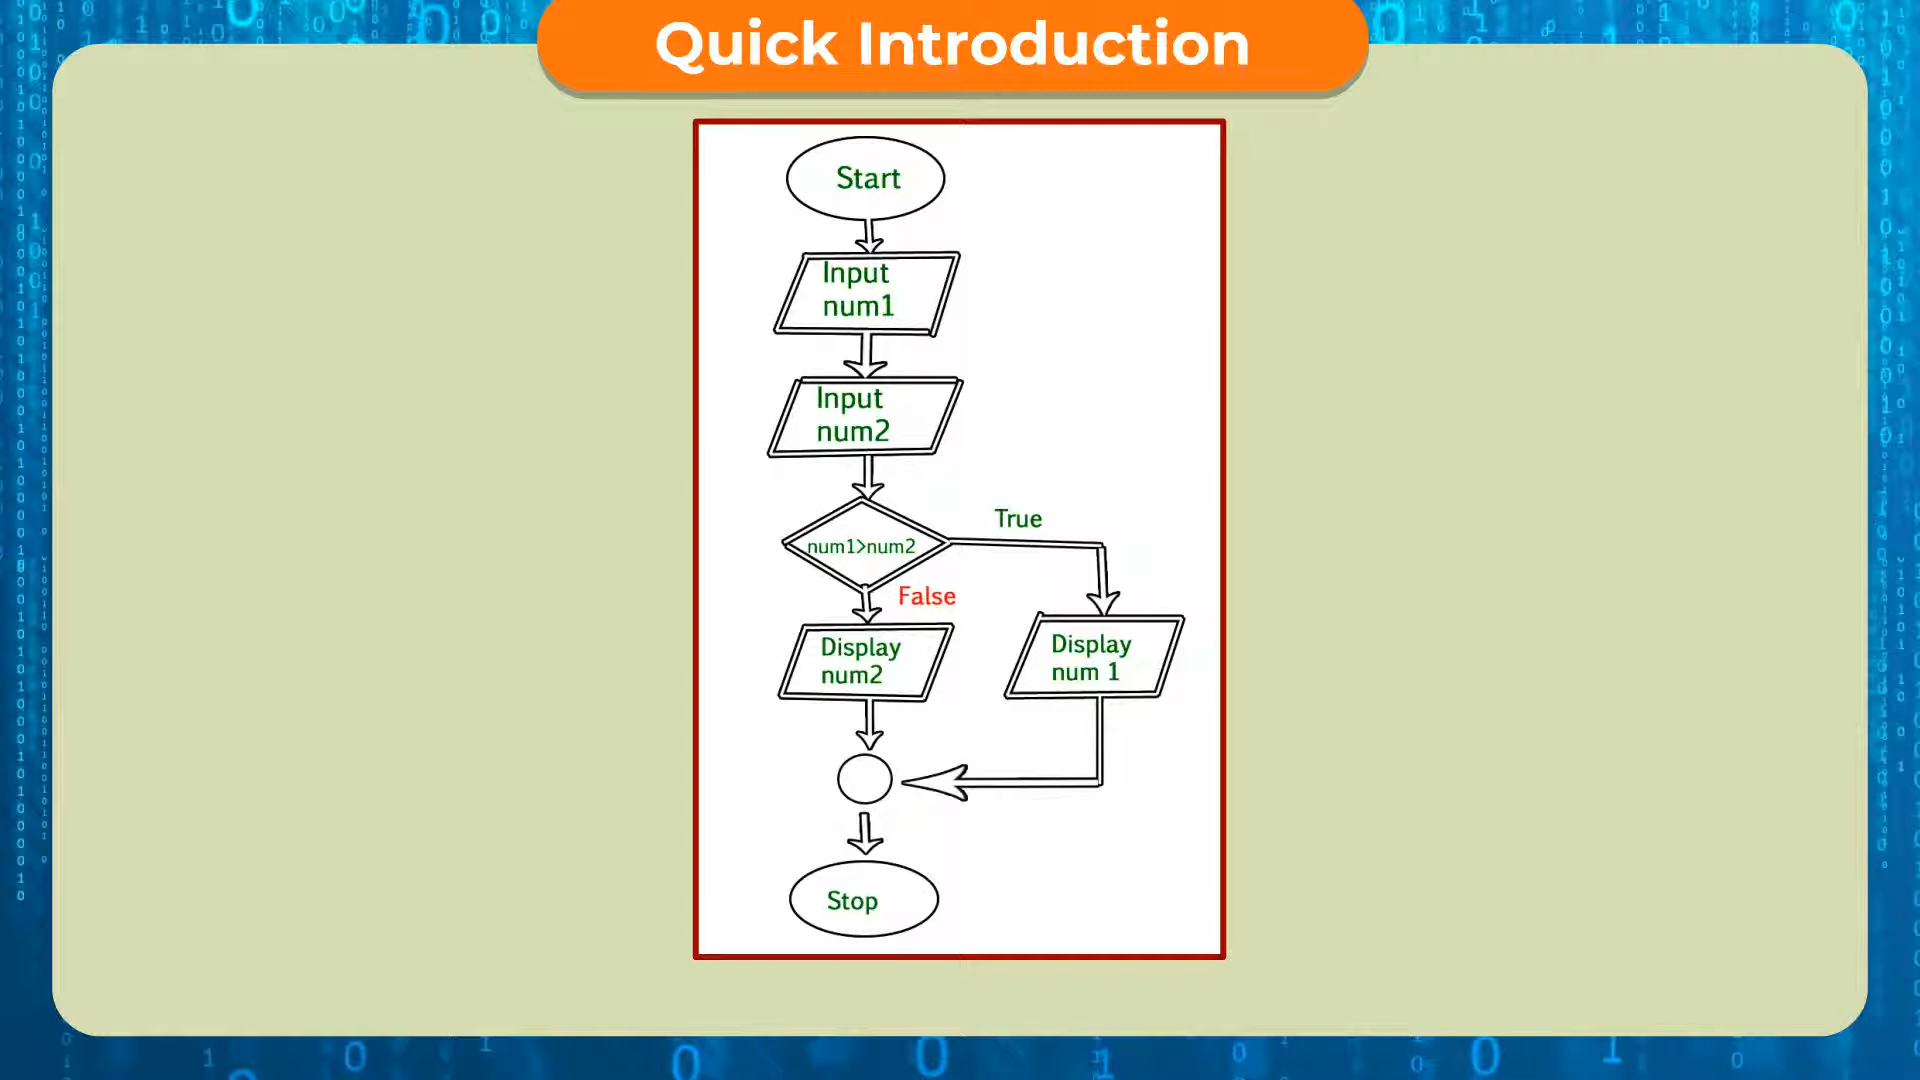 Quick Introduction
Start
Input
num1
Input
num2
num1>num2
True
False
Display
num2
Display
num 1
Stop